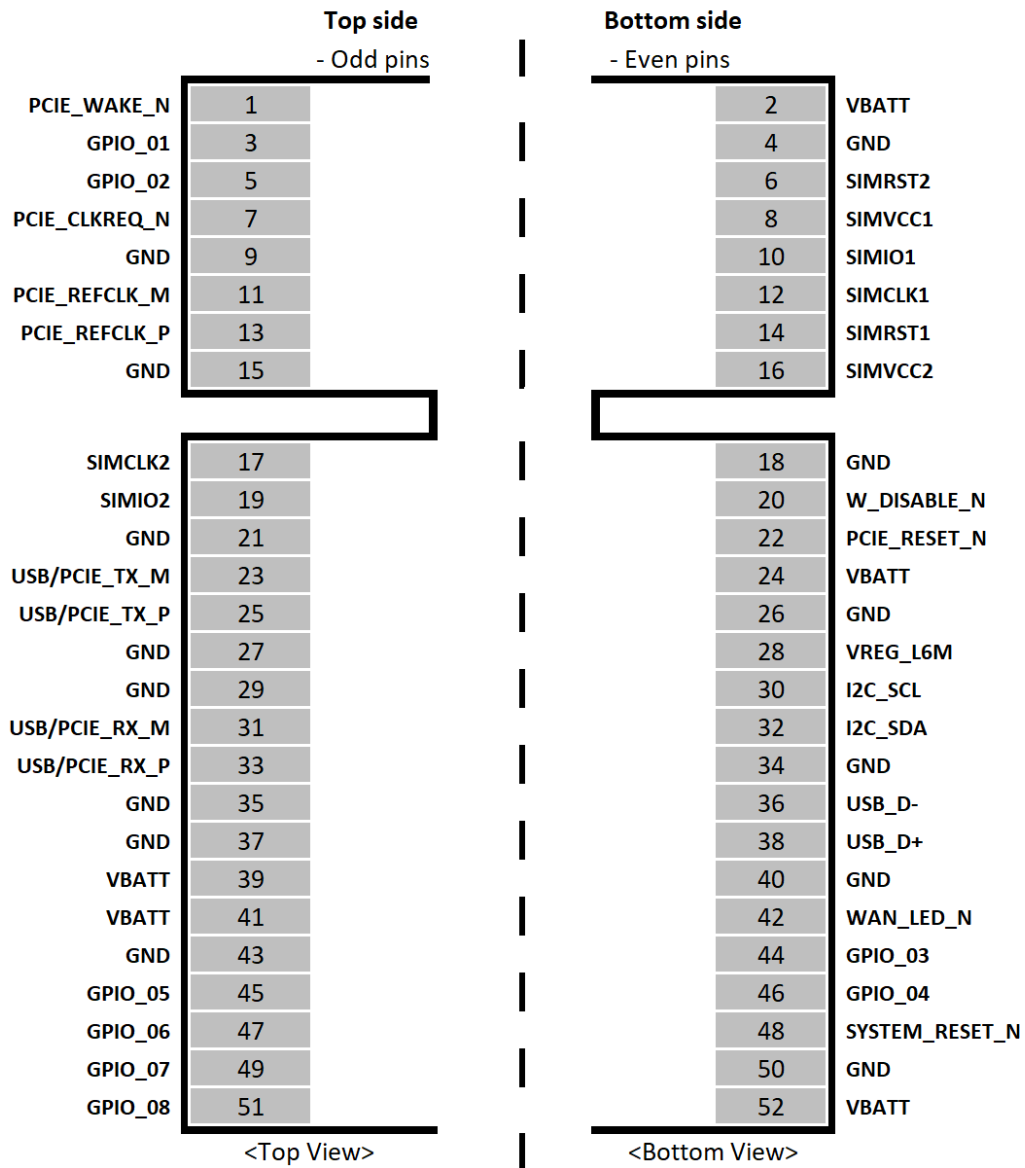 Top side Bottom side
- Odd pins - Even pins
PCIE_WAKE_N 1 2 VBATT
GPIO_01 3 4 GND
GPIO_02 5 6 SIMRST2
PCIE_CLKREQ_N 7 8 SIMVCC1
GND 9 10 SIMIO1
PCIE_REFCLK_M 11 12 SIMCLK1
PCIE_REFCLK_P 13 14 SIMRST1
GND 15 16 SIMVCC2
SIMCLK2 17 18 GND
SIMIO2 19 20 W_DISABLE_N
GND 21 22 PCIE_RESET_N
USB/PCIE_TX_M 23 24 VBATT
USB/PCIE_TX_P 25 26 GND
GND 27 28 VREG_L6M
GND 29 30 I2C_SCL
USB/PCIE_RX_M 31 32 I2C_SDA
USB/PCIE_RX_P 33 34 GND
GND 35 36 USB_D-
GND 37 38 USB_D+
VBATT 39 40 GND
VBATT 41 42 WAN_LED_N
GND 43 44 GPIO_03
GPIO_05 45 46 GPIO_04
GPIO_06 47 48 SYSTEM_RESET_N
GPIO_07 49 50 GND
GPIO_08 51 52 VBATT
<Top View> <Bottom View>